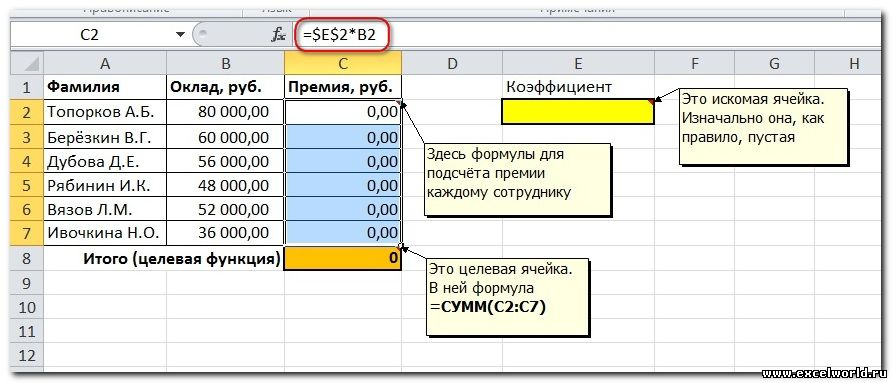 Правописание Язык Примечания
C2 fx =$E$2*B2
A B C D E F G H
1 Фамилия Оклад, руб. Премия, руб. Коэффициент
2 Топорков А.Б. 80 000,00 0,00
3 Берёзкин В.Г. 60 000,00 0,00
4 Дубова Д.Е. 56 000,00 0,00
5 Рябинин И.К. 48 000,00 0,00
6 Вязов Л.М. 52 000,00 0,00
7 Ивочкина Н.О. 36 000,00 0,00
8 Итого (целевая функция) 0
9
10
11
12
Это искомая ячейка.
Изначально она, как
правило, пустая
Здесь формулы для
подсчёта премии
каждому сотруднику
Это целевая ячейка.
В ней формула
=СУММ(C2:C7)
www.excelworld.ru